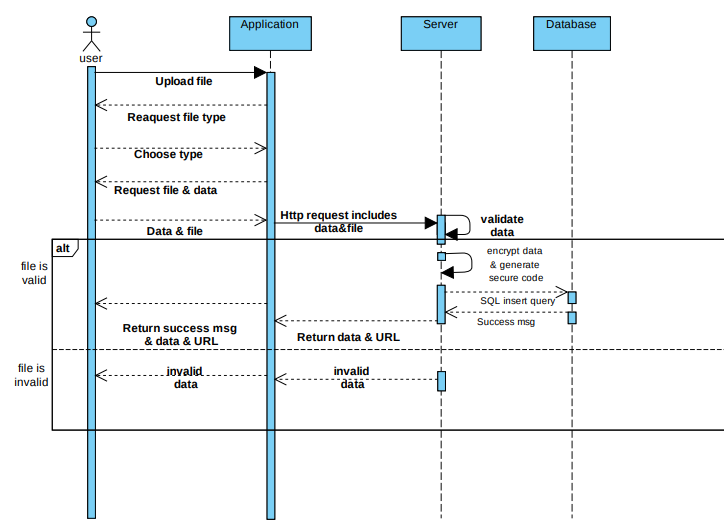 Application
Server
Database
user
Upload file
Reaquest file type
Choose type
Request file & data
Data & file
Http request includes
data&file
validate
data
alt
file is
valid
encrypt data
& generate
secure code
SQL insert query
Success msg
Return success msg
& data & URL
Return data & URL
file is
invalid
invalid
data
invalid
data